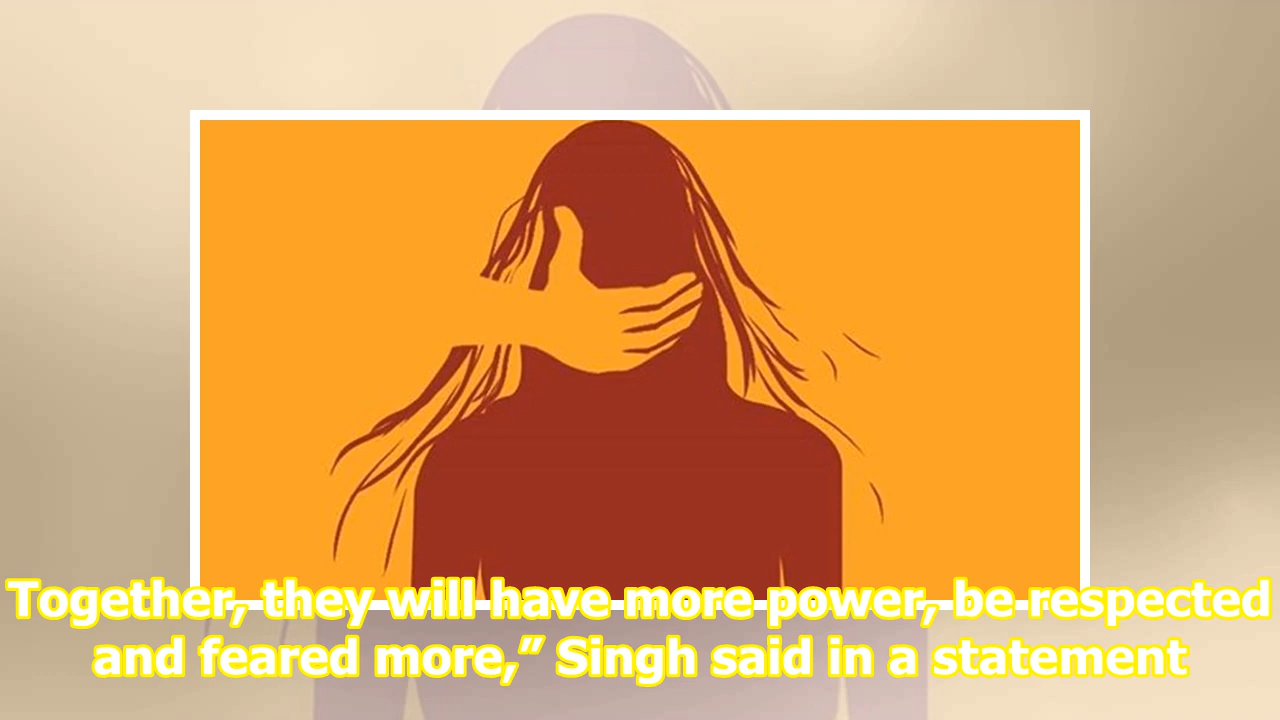 Together, they will have more power, be respected
and feared more,” Singh said in a statement